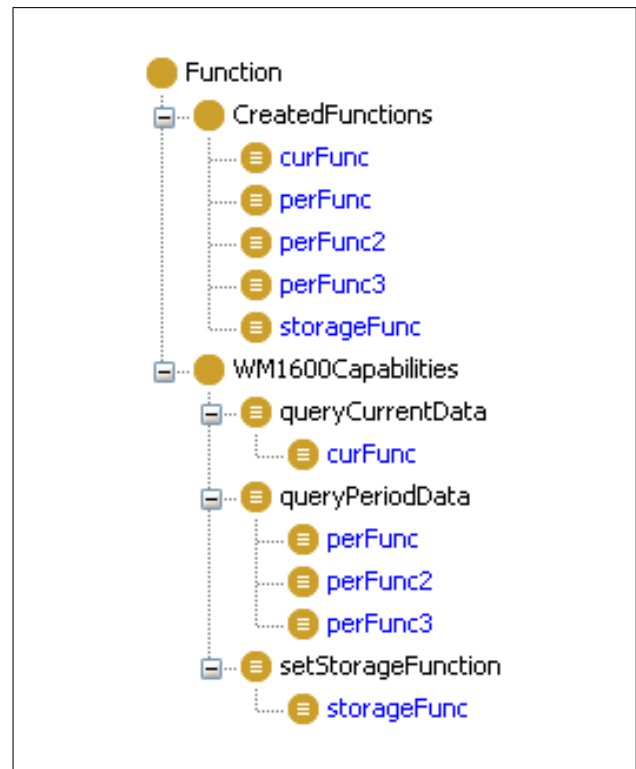 Function
CreatedFunctions
curFunc
perFunc
perFunc2
perFunc3
storageFunc
WM1600Capabilities
queryCurrentData
curFunc
queryPeriodData
perFunc
perFunc2
perFunc3
setStorageFunction
storageFunc